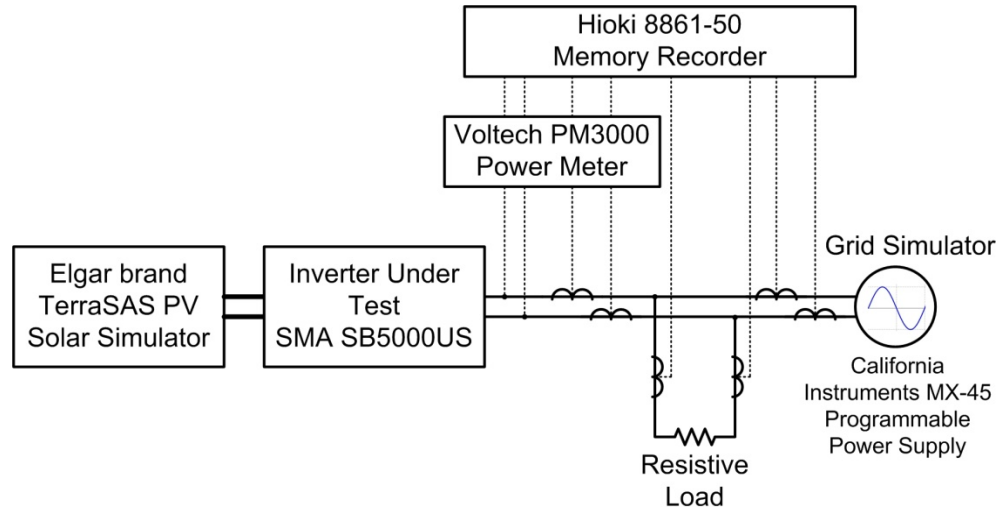 Hioki 8861-50
Memory Recorder
Voltech PM3000
Power Meter
Elgar brand
TerraSAS PV
Solar Simulator
Inverter Under
Test
SMA SB5000US
Grid Simulator
California
Instruments MX-45
Programmable
Power Supply
Resistive
Load